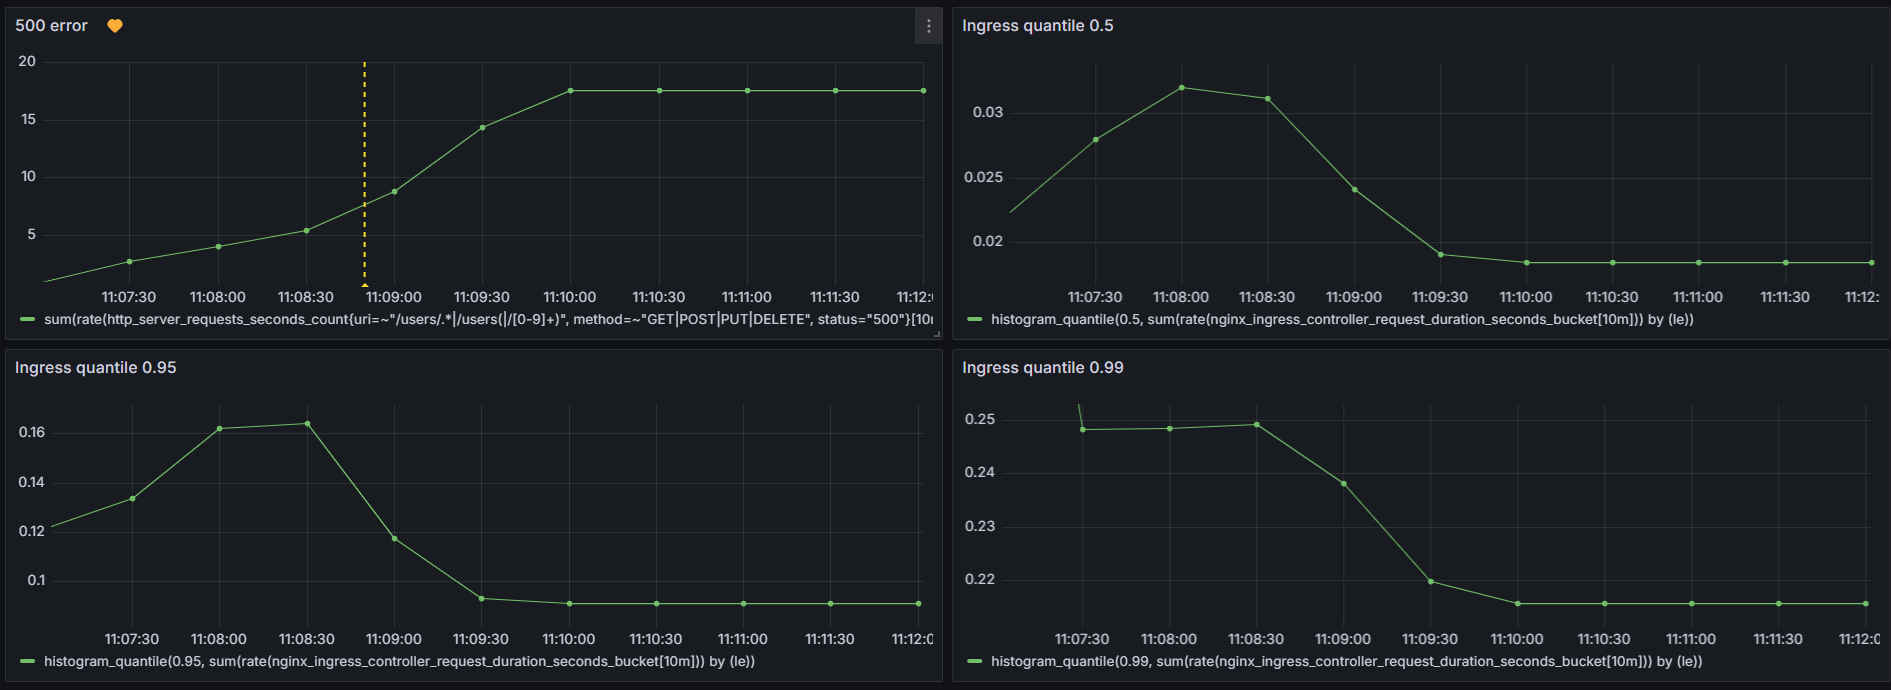 500 error
20
15
10
5
11:07:30 11:08:00 11:08:30 11:09:00 11:09:30 11:10:00 11:10:30 11:11:00 11:11:30 11:12:
sum(rate(http_server_requests_seconds_count{uri=~"/users/.*|/users(|/[0-9]+)", method=~"GET|POST|PUT|DELETE", status="500"}[10
Ingress quantile 0.5
0.03
0.025
0.02
11:07:30 11:08:00 11:08:30 11:09:00 11:09:30 11:10:00 11:10:30 11:11:00 11:11:30 11:12:
histogram_quantile(0.5, sum(rate(nginx_ingress_controller_request_duration_seconds_bucket[10m])) by (le))
Ingress quantile 0.95
0.16
0.14
0.12
0.1
11:07:30 11:08:00 11:08:30 11:09:00 11:09:30 11:10:00 11:10:30 11:11:00 11:11:30 11:12:0
histogram_quantile(0.95, sum(rate(nginx_ingress_controller_request_duration_seconds_bucket[10m])) by (le))
Ingress quantile 0.99
0.25
0.24
0.23
0.22
11:07:30 11:08:00 11:08:30 11:09:00 11:09:30 11:10:00 11:10:30 11:11:00 11:11:30 11:12:0
histogram_quantile(0.99, sum(rate(nginx_ingress_controller_request_duration_seconds_bucket[10m])) by (le))